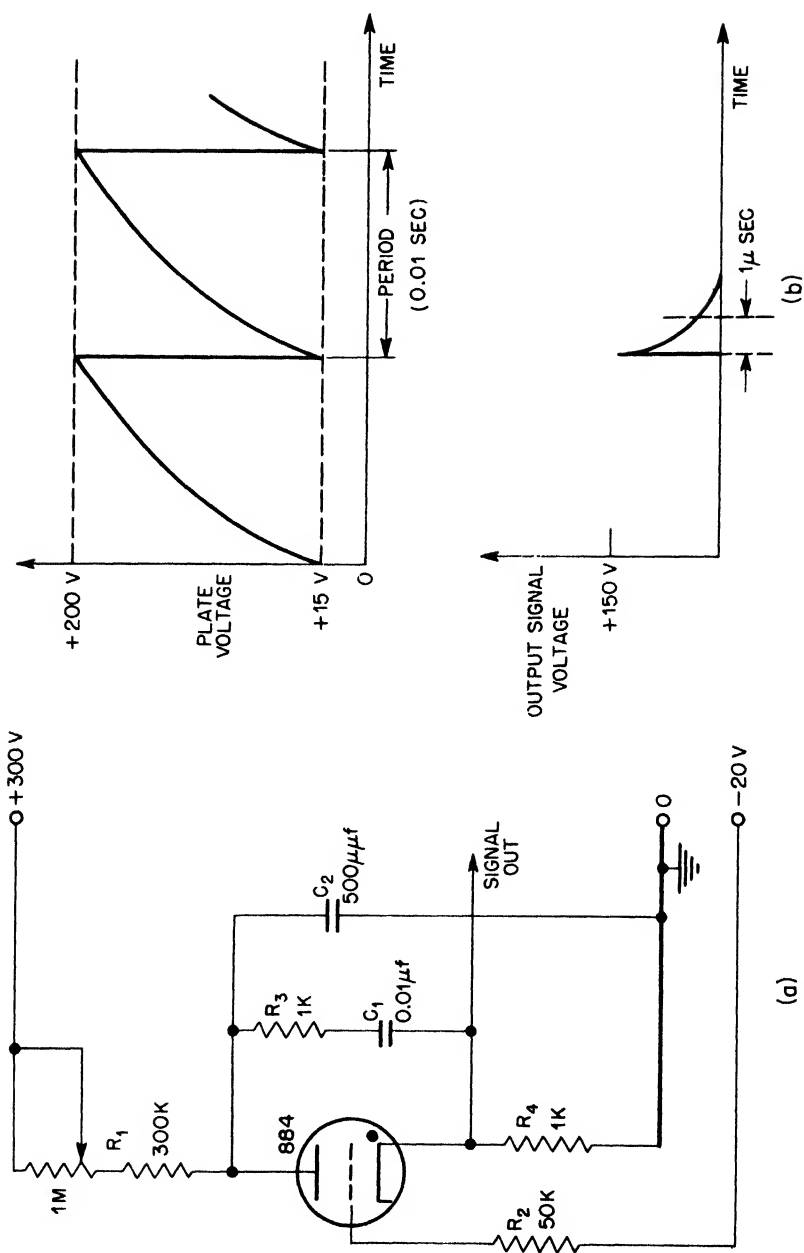 +300 V
1M
R1
300K
884
R3
1K
C1
0.01μf
C2
500μμf
SIGNAL
OUT
R4
1K
R2
50K
0
-20 V
(a)
+200 V
PLATE
VOLTAGE
+15 V
0
TIME
PERIOD
(0.01 SEC)
OUTPUT SIGNAL
VOLTAGE
+150 V
TIME
1μ SEC
(b)